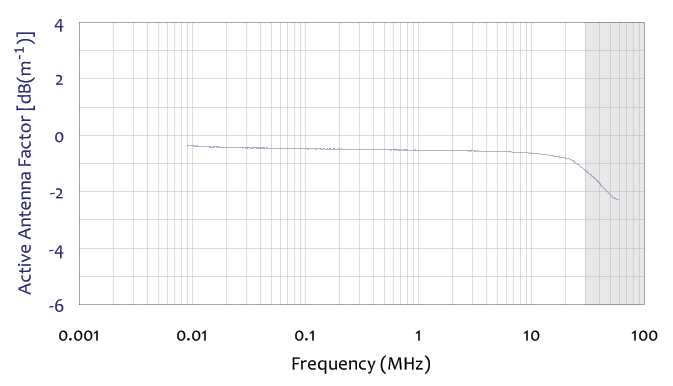 Active Antenna Factor [dB(m⁻¹)]
4
2
0
-2
-4
-6
0.001 0.01 0.1 1 10 100
Frequency (MHz)